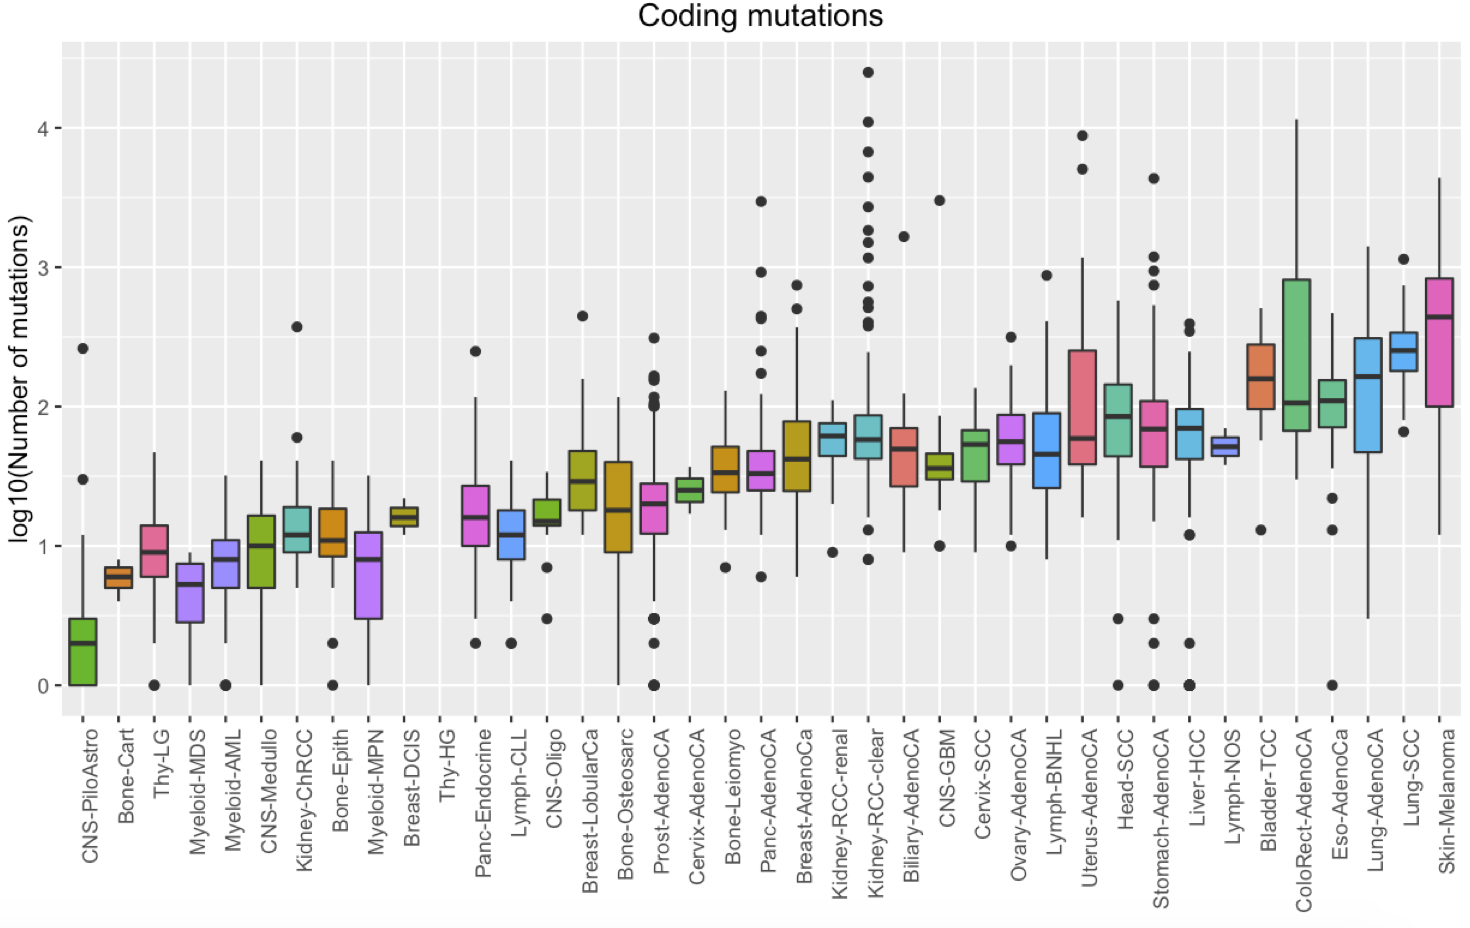 Coding mutations
log10(Number of mutations)
4
3
2
1
0
CNS-PiloAstro
Bone-Cart
Thy-LG
Myeloid-MDS
Myeloid-AML
CNS-Medullo
Kidney-ChRCC
Bone-Epith
Myeloid-MPN
Breast-DCIS
Thy-HG
Panc-Endocrine
Lymph-CLL
CNS-Oligo
Breast-LobularCa
Bone-Osteosarc
Prost-AdenoCA
Cervix-AdenoCA
Bone-Leiomyo
Panc-AdenoCA
Breast-AdenoCa
Kidney-RCC-renal
Kidney-RCC-clear
Biliary-AdenoCA
CNS-GBM
Cervix-SCC
Ovary-AdenoCA
Lymph-BNHL
Uterus-AdenoCA
Head-SCC
Stomach-AdenoCA
Liver-HCC
Lymph-NOS
Bladder-TCC
ColoRect-AdenoCA
Eso-AdenoCa
Lung-AdenoCA
Lung-SCC
Skin-Melanoma